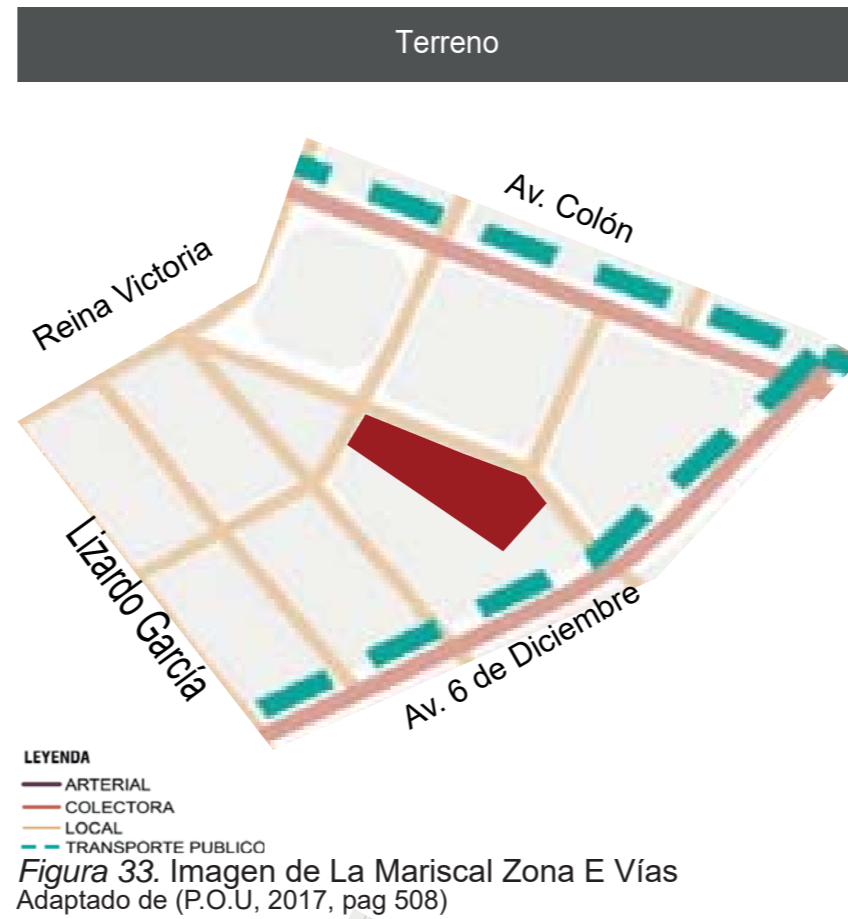 Terreno
Av. Colón
Reina Victoria
Lizardo García
Av. 6 de Diciembre
LEYENDA
ARTERIAL
COLECTORA
LOCAL
TRANSPORTE PUBLICO
Figura 33. Imagen de La Mariscal Zona E Vías
Adaptado de (P.O.U, 2017, pag 508)